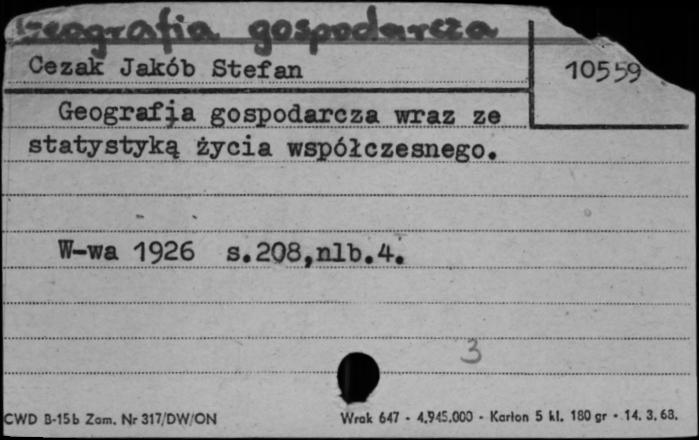 Geografia gospodarcza
Cezak Jakób Stefan
10559
Geografja gospodarcza wraz ze
statystyką życia współczesnego.
W-wa 1926 s.208,nlb.4.
3
CWD B-15b Zam. Nr 317/DW/ON
Wrak 647 - 4.945.000 - Karton 5 kl. 180 gr - 14. 3. 68.